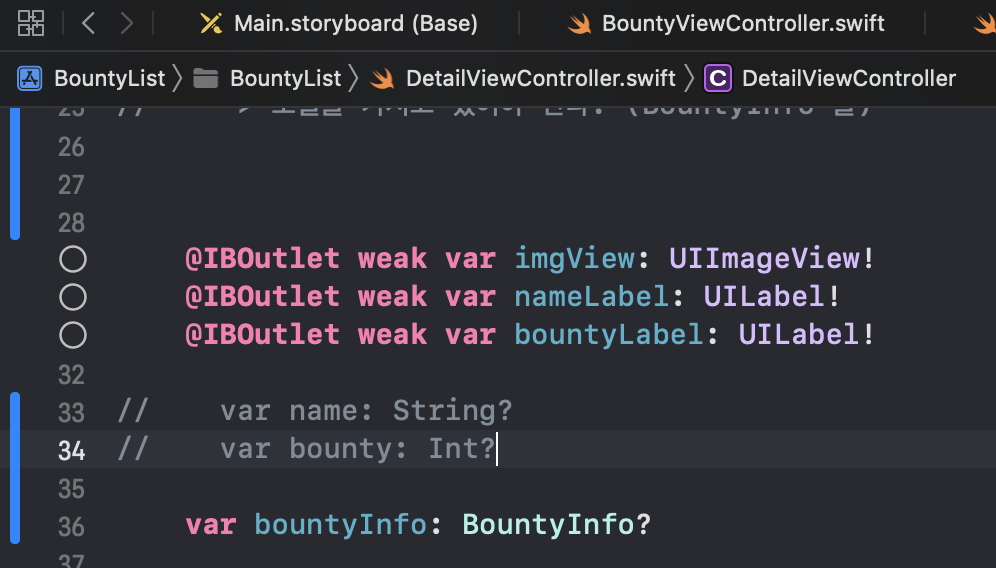 Main.storyboard (Base) BountyViewController.swift
BountyList BountyList DetailViewController.swift C DetailViewController
26
27
28
@IBOutlet weak var imgView: UIImageView!
@IBOutlet weak var nameLabel: UILabel!
@IBOutlet weak var bountyLabel: UILabel!
32
33 // var name: String?
34 // var bounty: Int?
35
36 var bountyInfo: BountyInfo?
37